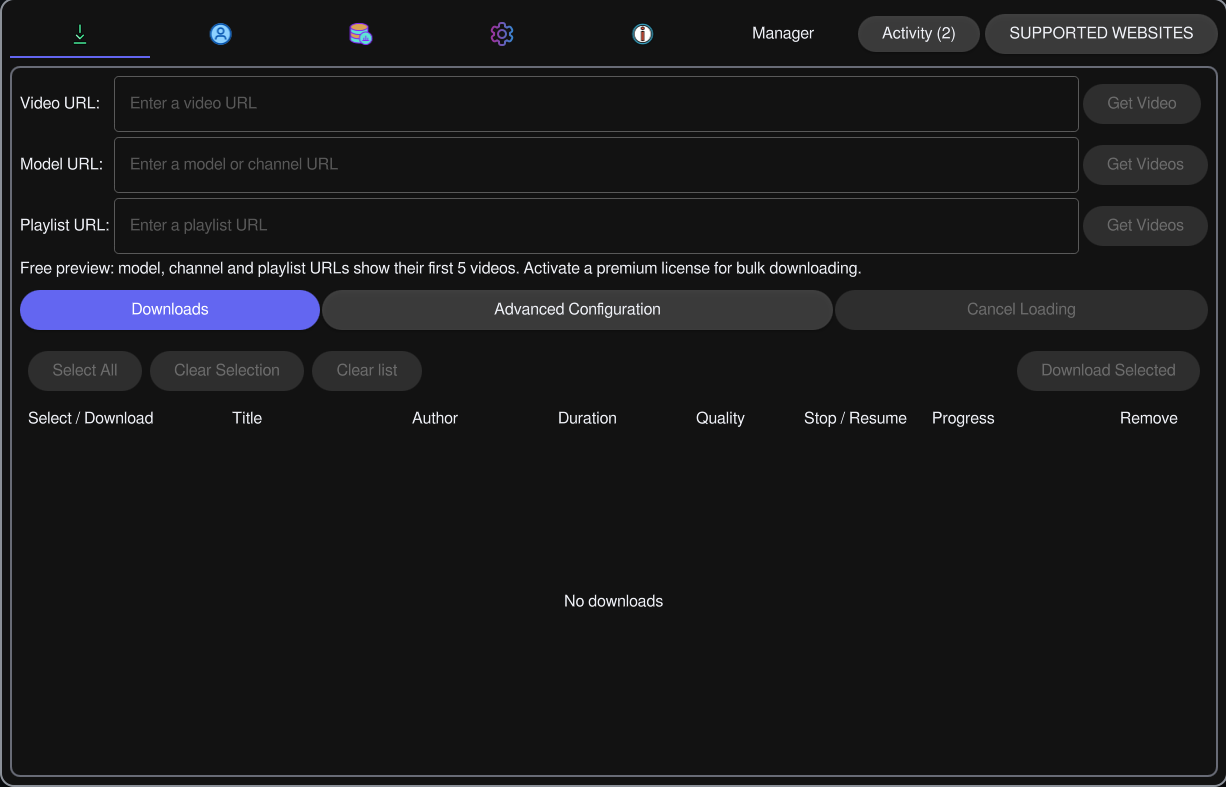 Manager Activity (2) SUPPORTED WEBSITES
Video URL: Enter a video URL Get Video
Model URL: Enter a model or channel URL Get Videos
Playlist URL: Enter a playlist URL Get Videos
Free preview: model, channel and playlist URLs show their first 5 videos. Activate a premium license for bulk downloading.
Downloads Advanced Configuration Cancel Loading
Select All Clear Selection Clear list Download Selected
Select / Download Title Author Duration Quality Stop / Resume Progress Remove
No downloads